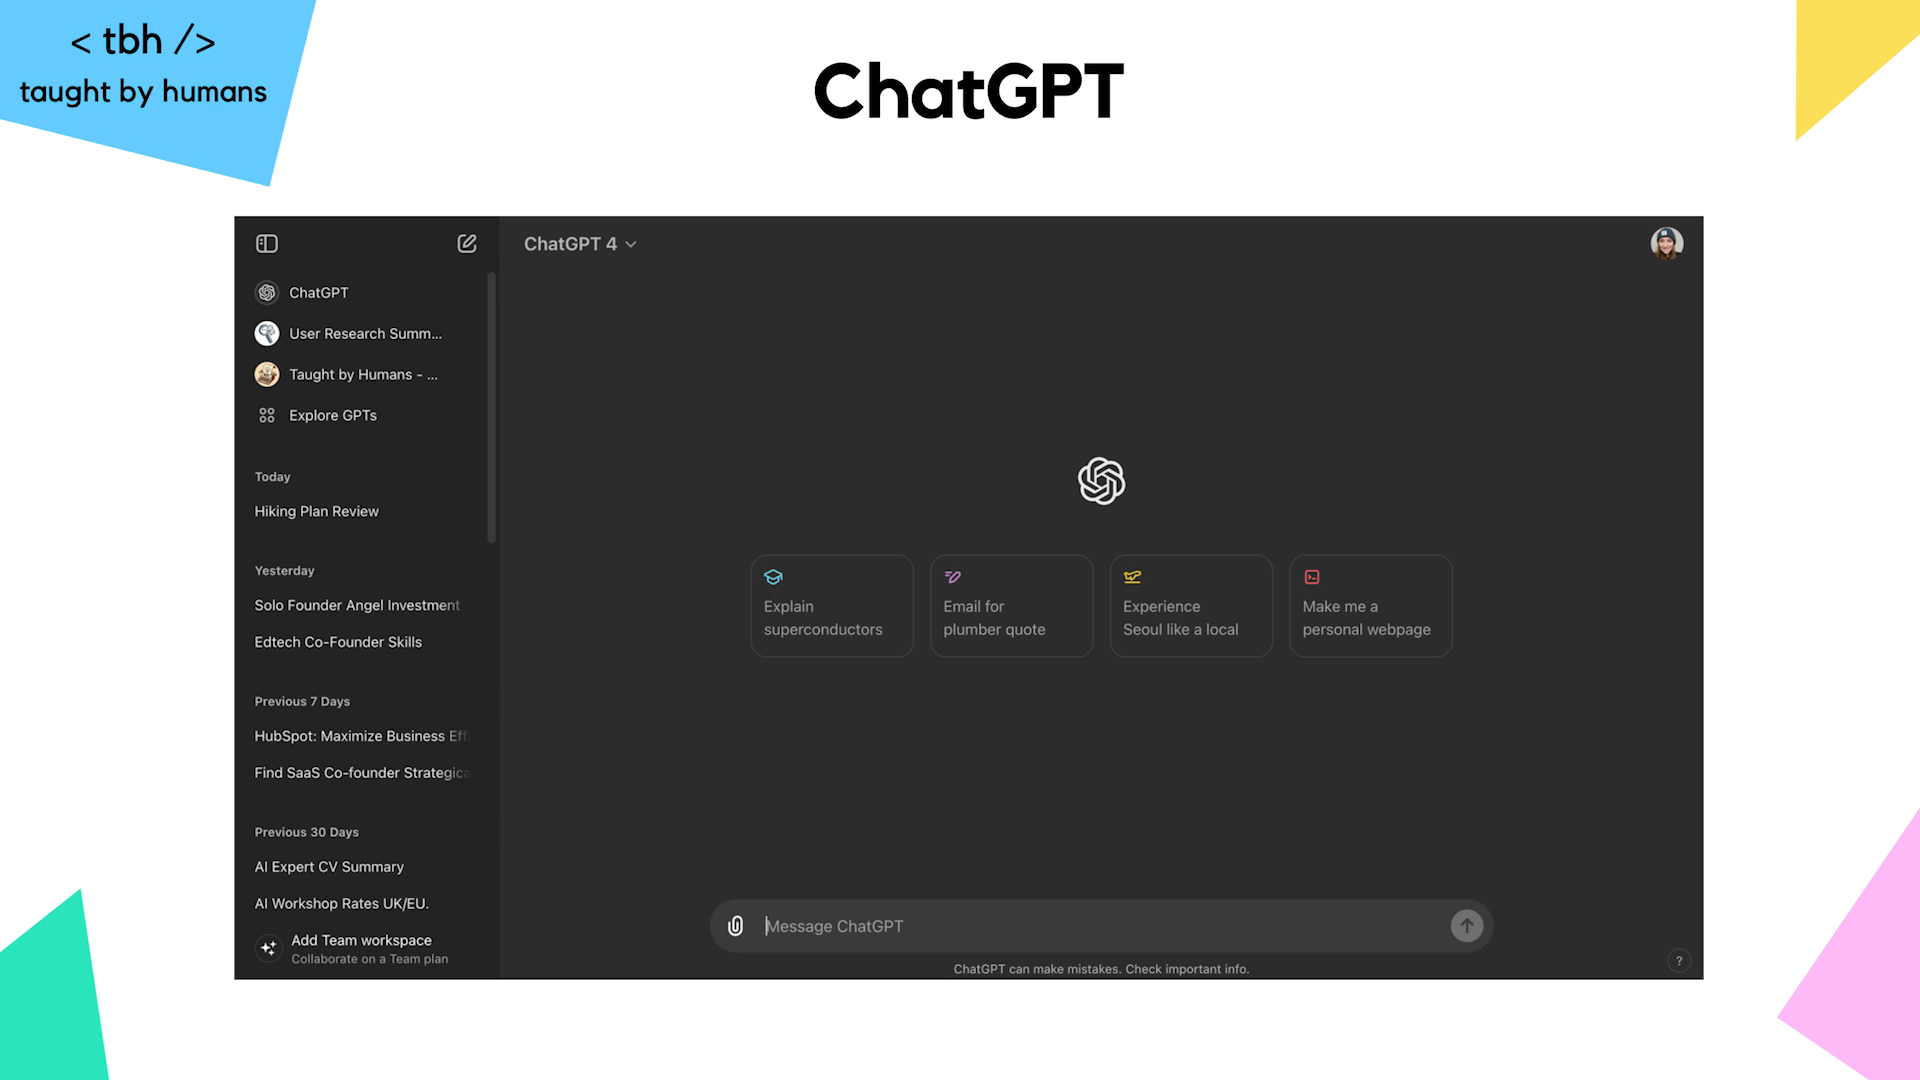 < tbh />
taught by humans
ChatGPT
ChatGPT 4
ChatGPT
User Research Summ...
Taught by Humans - ...
Explore GPTs
Today
Hiking Plan Review
Yesterday
Solo Founder Angel Investment
Edtech Co-Founder Skills
Previous 7 Days
HubSpot: Maximize Business Eff
Find SaaS Co-founder Strategica
Previous 30 Days
AI Expert CV Summary
AI Workshop Rates UK/EU.
Add Team workspace
Collaborate on a Team plan
Explain
superconductors
Email for
plumber quote
Experience
Seoul like a local
Make me a
personal webpage
Message ChatGPT
ChatGPT can make mistakes. Check important info.
?